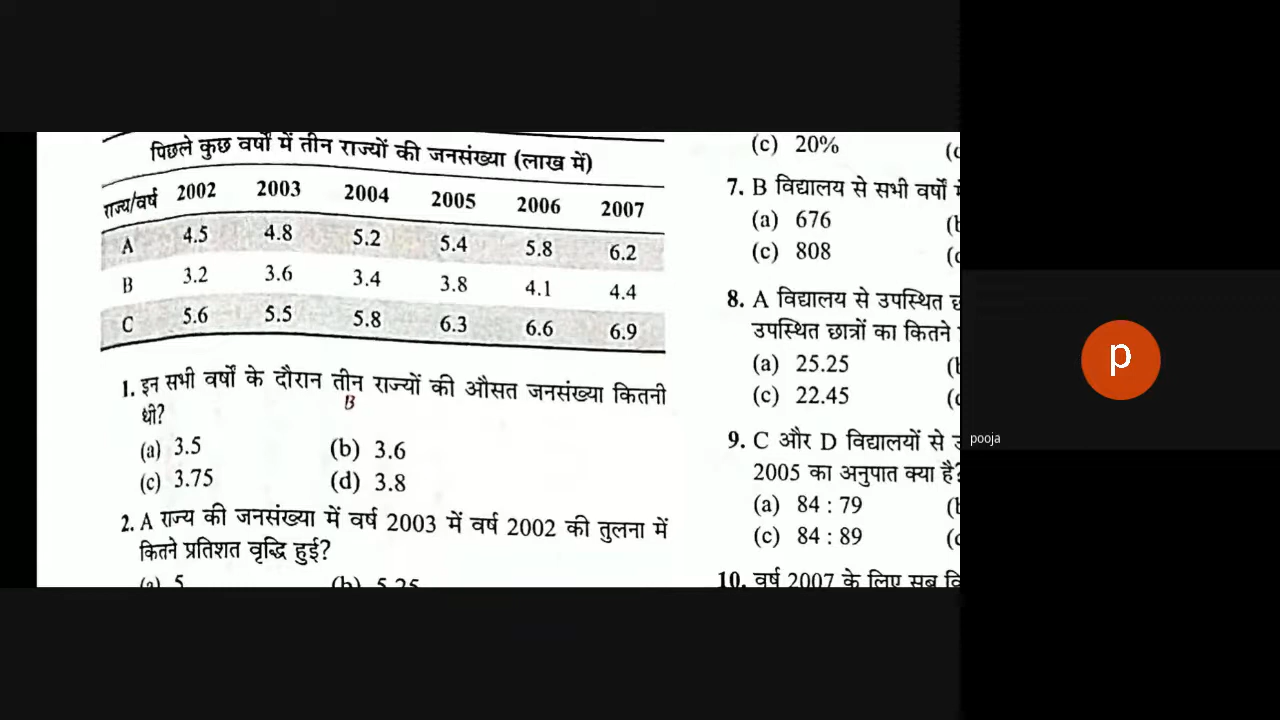 पिछले कुछ वर्षों में तीन राज्यों की जनसंख्या (लाख में)
राज्य/वर्ष 2002 2003 2004 2005 2006 2007
A 4.5 4.8 5.2 5.4 5.8 6.2
B 3.2 3.6 3.4 3.8 4.1 4.4
C 5.6 5.5 5.8 6.3 6.6 6.9
1. इन सभी वर्षों के दौरान तीन राज्यों की औसत जनसंख्या कितनी
B
थी?
(a) 3.5 (b) 3.6
(c) 3.75 (d) 3.8
2. A राज्य की जनसंख्या में वर्ष 2003 में वर्ष 2002 की तुलना में
कितने प्रतिशत वृद्धि हुई?
(a) 5 (b) 5.25
(c) 20%
7. B विद्यालय से सभी वर्षों
(a) 676
(c) 808
8. A विद्यालय से उपस्थित
उपस्थित छात्रों का कितने
(a) 25.25
(c) 22.45
9. C और D विद्यालयों से
2005 का अनुपात क्या है?
(a) 84 : 79
(c) 84 : 89
10. वर्ष 2007 के लिए सब
p
pooja